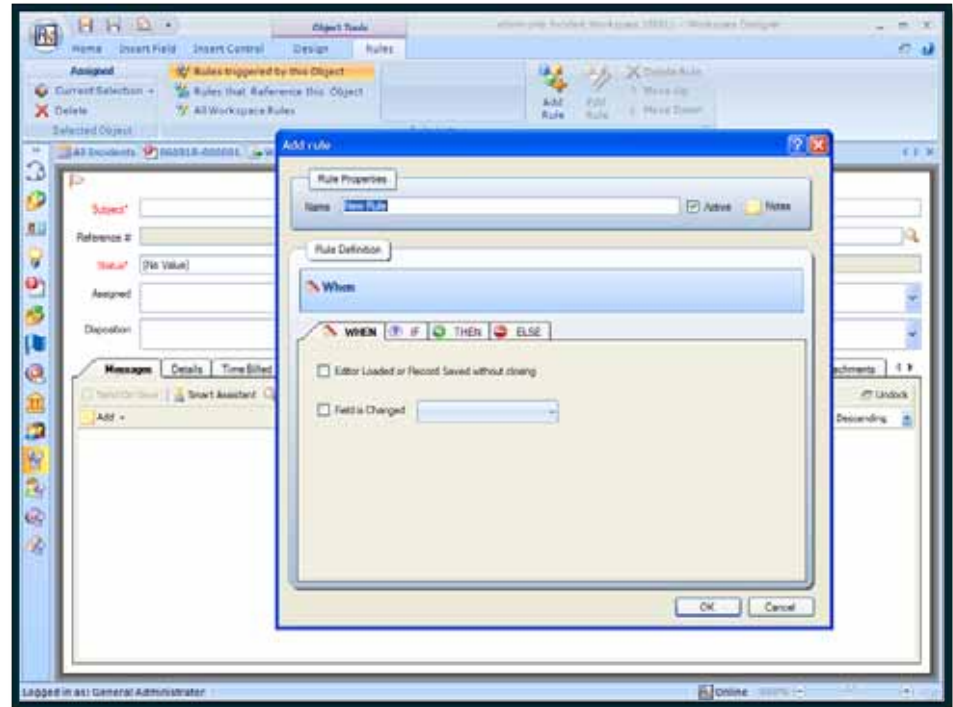 Object Tools
Workspace Designer
Home Insert Field Insert Control Design Rules
Assigned
Current Selection
Delete
Selected Object
Rules triggered by this Object
Rules that Reference this Object
All Workspace Rules
Add Rule
Edit Rule
Delete Rule
Move Up
Move Down
All Incidents
Add rule
Rule Properties
Name New Rule Active Notes
Rule Definition
When
WHEN IF THEN ELSE
Editor Loaded or Record Saved without closing
Field is Changed
OK Cancel
Subject*
Reference #
Status* [No Value]
Assigned
Disposition
Messages Details Time Billed
Smart Assistant Undock
Add Descending
Logged in as: General Administrator Online